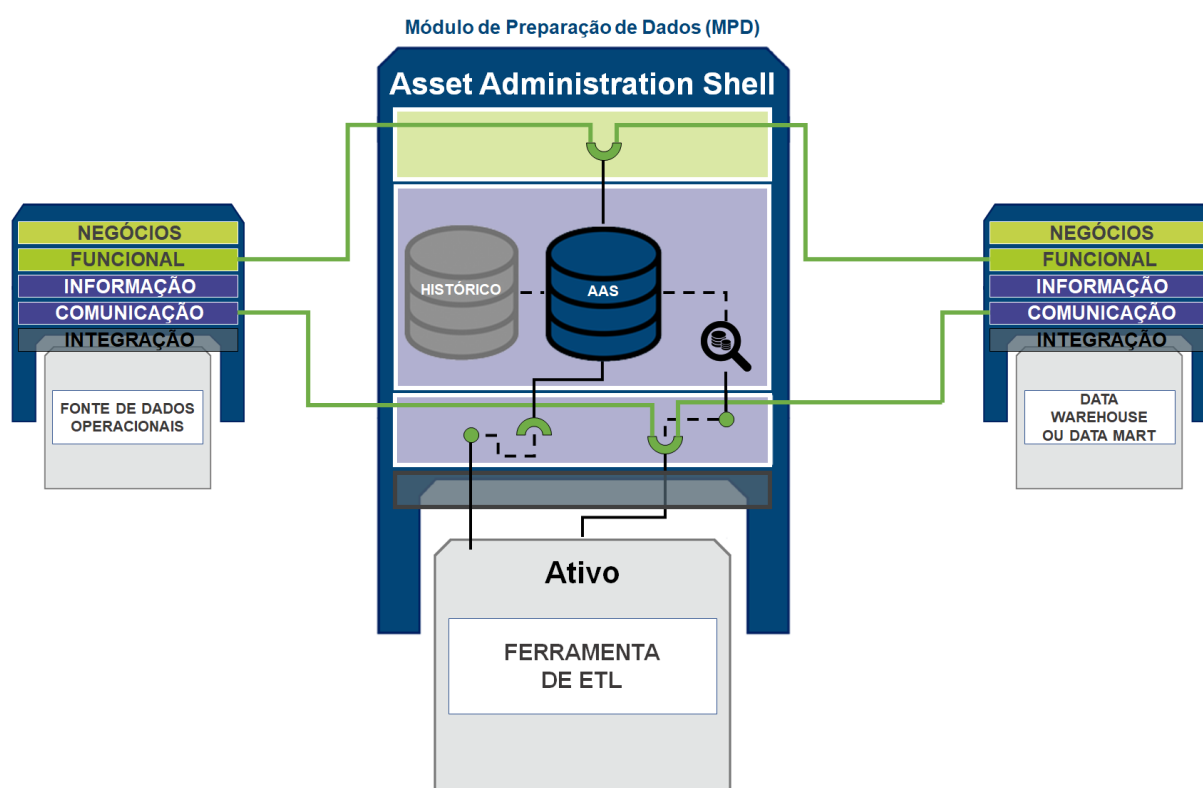 Módulo de Preparação de Dados (MPD)
Asset Administration Shell
NEGÓCIOS
FUNCIONAL
INFORMAÇÃO
COMUNICAÇÃO
INTEGRAÇÃO
FONTE DE DADOS
OPERACIONAIS
HISTÓRICO
AAS
NEGÓCIOS
FUNCIONAL
INFORMAÇÃO
COMUNICAÇÃO
INTEGRAÇÃO
DATA
WAREHOUSE
OU DATA MART
Ativo
FERRAMENTA
DE ETL